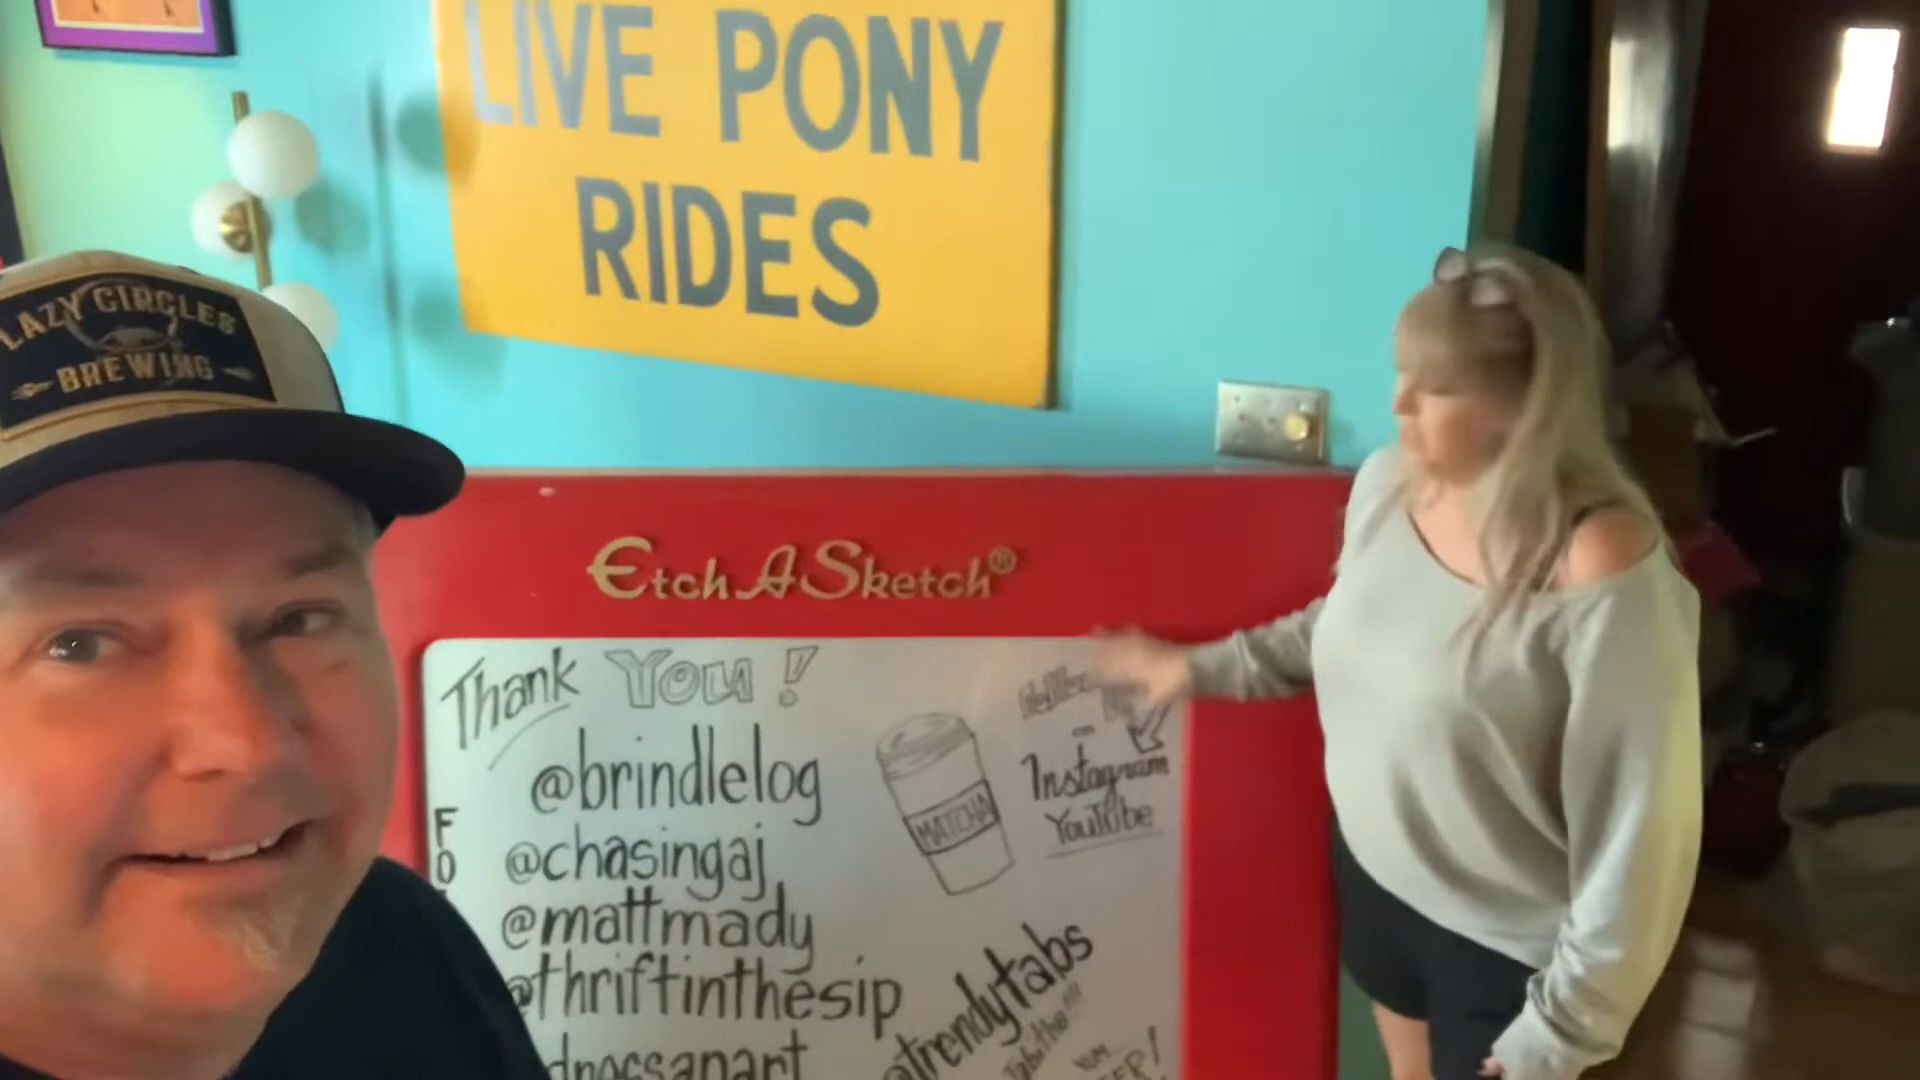 LIVE PONY
RIDES
LAZY CIRCLES
BREWING
Etch A Sketch®
Thank You!
@brindlelog
@chasingaj
@mattmady
@thriftinthesip
MATCHA
on
Instagram
YouTube
@trendytabs